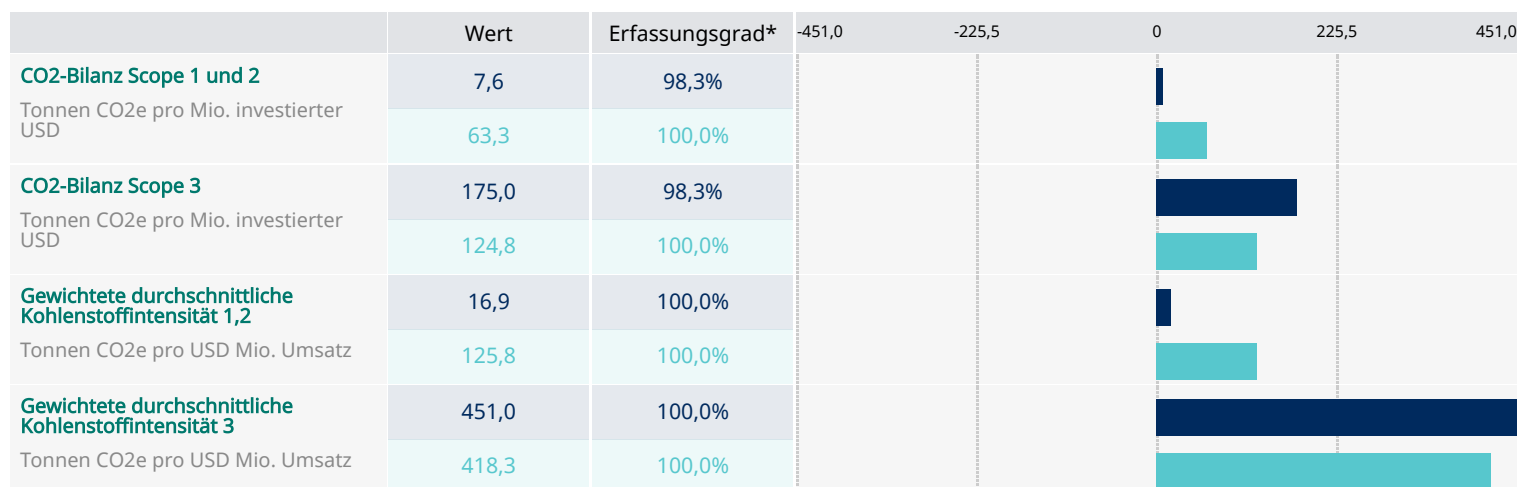 Wert Erfassungsgrad* -451,0 -225,5 0 225,5 451,0
CO2-Bilanz Scope 1 und 2
Tonnen CO2e pro Mio. investierter
USD
7,6 98,3%
63,3 100,0%
CO2-Bilanz Scope 3
Tonnen CO2e pro Mio. investierter
USD
175,0 98,3%
124,8 100,0%
Gewichtete durchschnittliche
Kohlenstoffintensität 1,2
Tonnen CO2e pro USD Mio. Umsatz
16,9 100,0%
125,8 100,0%
Gewichtete durchschnittliche
Kohlenstoffintensität 3
Tonnen CO2e pro USD Mio. Umsatz
451,0 100,0%
418,3 100,0%